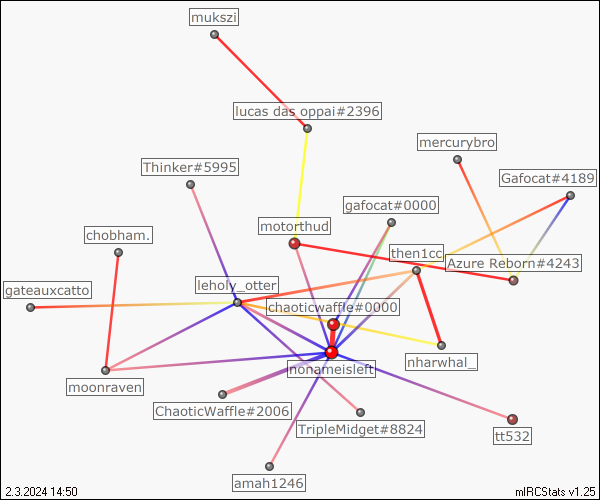 mukszi
lucas das oppai#2396
mercurybro
Thinker#5995
Gafocat#4189
gafocat#0000
motorthud
chobham.
then1cc
Azure Reborn#4243
leholy_otter
gateauxcatto
chaoticwaffle#0000
nharwhal_
nonameisleft
moonraven
ChaoticWaffle#2006
TripleMidget#8824
tt532
amah1246
2.3.2024 14:50
mIRCStats v1.25